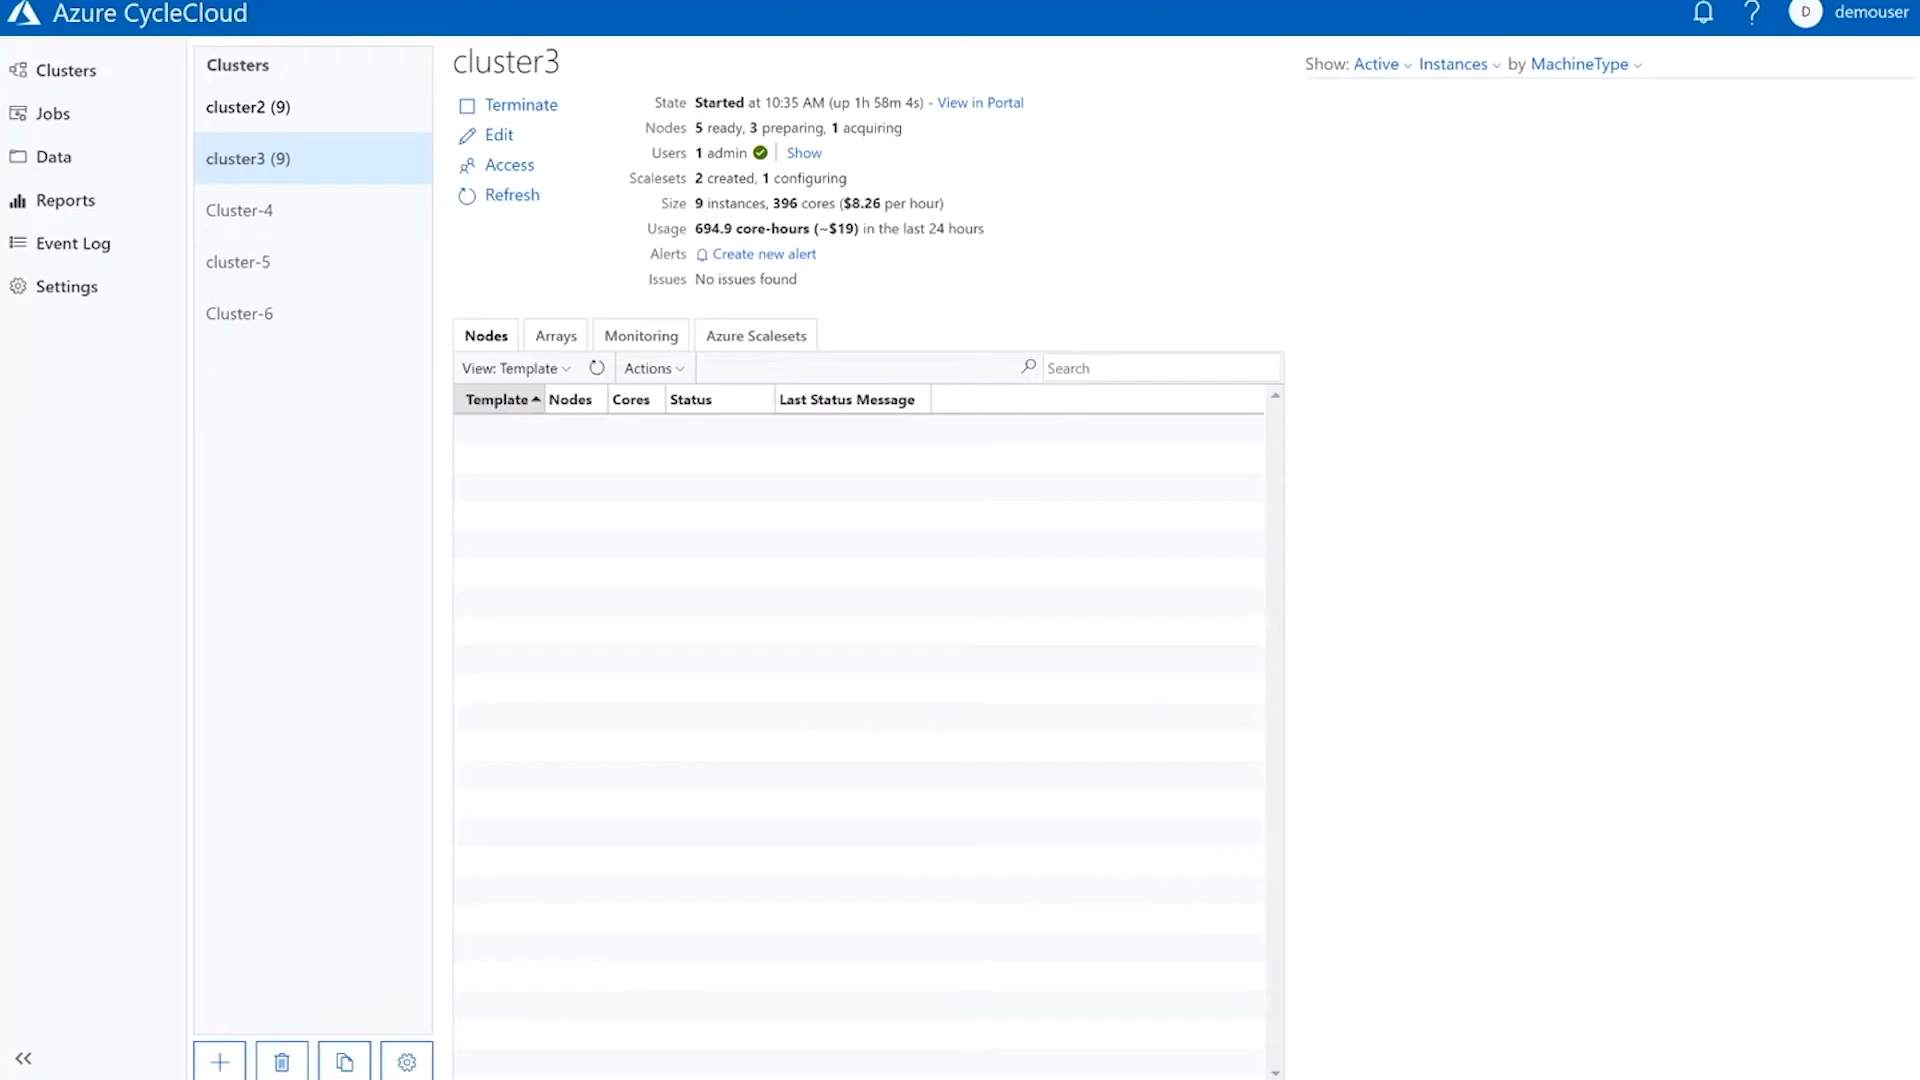 Azure CycleCloud
D demouser
Clusters
Jobs
Data
Reports
Event Log
Settings
Clusters
cluster2 (9)
cluster3 (9)
Cluster-4
cluster-5
Cluster-6
cluster3
Terminate
Edit
Access
Refresh
State Started at 10:35 AM (up 1h 58m 4s) - View in Portal
Nodes 5 ready, 3 preparing, 1 acquiring
Users 1 admin Show
Scalesets 2 created, 1 configuring
Size 9 instances, 396 cores ($8.26 per hour)
Usage 694.9 core-hours (~$19) in the last 24 hours
Alerts Create new alert
Issues No issues found
Show: Active Instances by MachineType
Nodes Arrays Monitoring Azure Scalesets
View: Template Actions Search
Template Nodes Cores Status Last Status Message